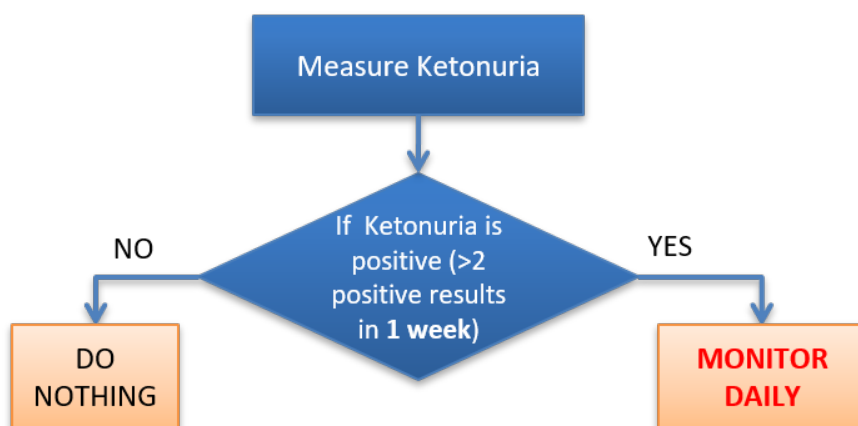 Measure Ketonuria
If Ketonuria is
positive (>2
positive results
in 1 week)
NO
YES
DO
NOTHING
MONITOR
DAILY